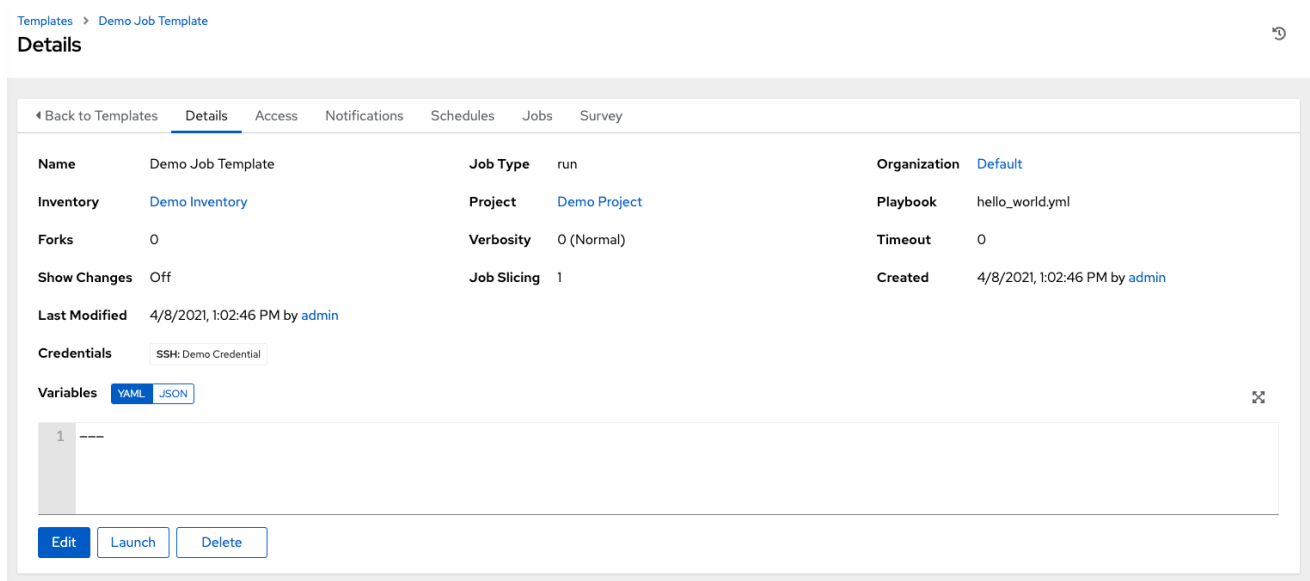 Templates > Demo Job Template
Details
Back to Templates Details Access Notifications Schedules Jobs Survey
Name Demo Job Template Job Type run Organization Default
Inventory Demo Inventory Project Demo Project Playbook hello_world.yml
Forks 0 Verbosity 0 (Normal) Timeout 0
Show Changes Off Job Slicing 1 Created 4/8/2021, 1:02:46 PM by admin
Last Modified 4/8/2021, 1:02:46 PM by admin
Credentials SSH: Demo Credential
Variables YAML JSON
1 ---
Edit Launch Delete